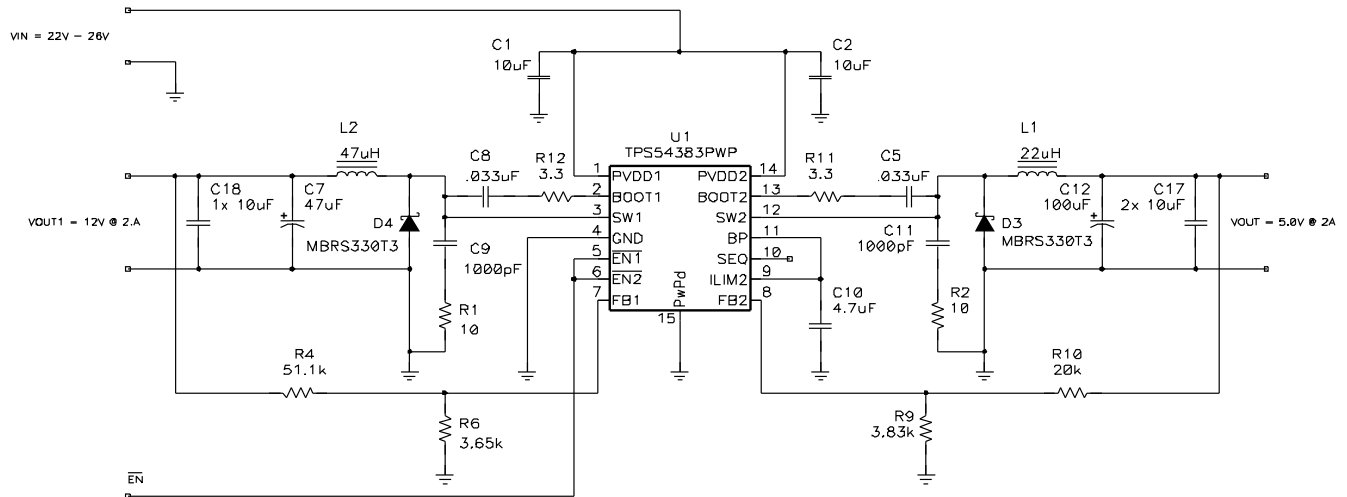 VIN = 22V - 26V
C1
10uF
C2
10uF
U1
TPS54383PWP
L2
47uH
L1
22uH
C8
.033uF
R12
3.3
R11
3.3
C5
.033uF
1
PVDD1
PVDD2
14
2
BOOT1
BOOT2
13
3
SW1
SW2
12
4
GND
BP
11
5
EN1
SEQ
10
6
EN2
ILIM2
9
7
FB1
FB2
8
PwPd
15
C18
1x 10uF
C7
47uF
+
D4
MBRS330T3
VOUT1 = 12V @ 2.A
C9
1000pF
R1
10
C11
1000pF
D3
MBRS330T3
C12
100uF
+
C17
2x 10uF
VOUT = 5.0V @ 2A
C10
4.7uF
R2
10
R4
51.1k
R10
20k
R6
3.65k
R9
3.83k
EN